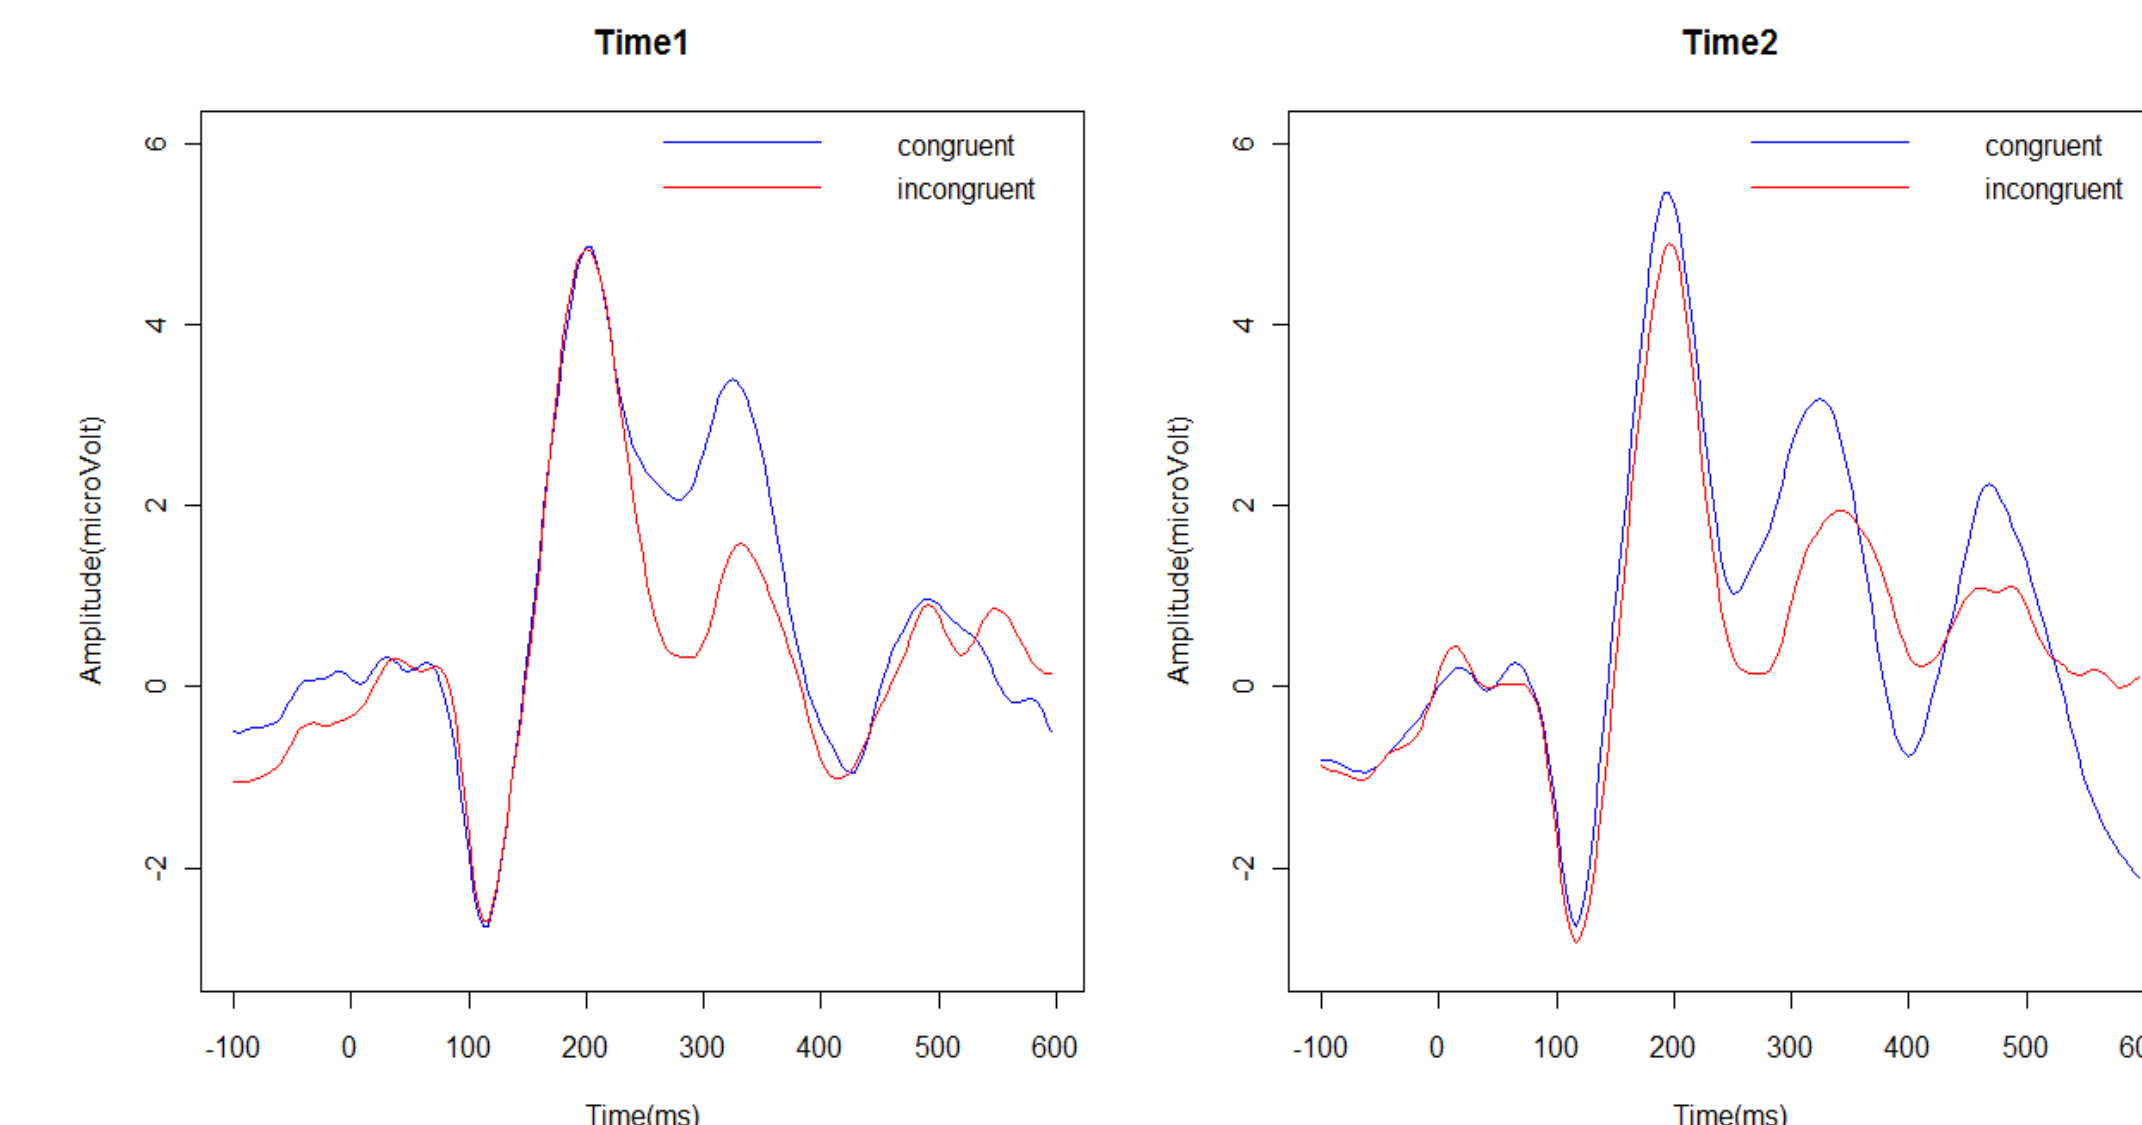 Time1
6
4
2
0
-2
Amplitude(microVolt)
congruent
incongruent
-100 0 100 200 300 400 500 600
Time(ms)
Time2
6
4
2
0
-2
Amplitude(microVolt)
congruent
incongruent
-100 0 100 200 300 400 500
Time(ms)